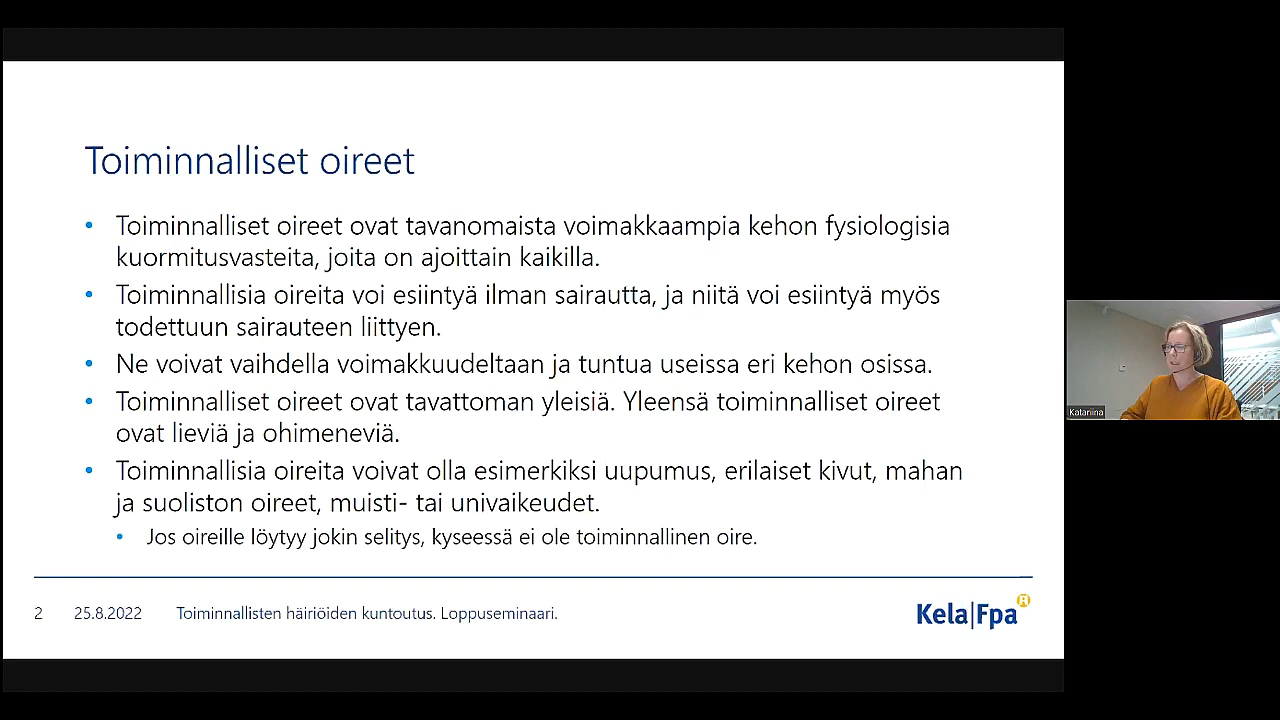 Toiminnalliset oireet
• Toiminnalliset oireet ovat tavanomaista voimakkaampia kehon fysiologisia
kuormitusvasteita, joita on ajoittain kaikilla.
• Toiminnallisia oireita voi esiintyä ilman sairautta, ja niitä voi esiintyä myös
todettuun sairauteen liittyen.
• Ne voivat vaihdella voimakkuudeltaan ja tuntua useissa eri kehon osissa.
• Toiminnalliset oireet ovat tavattoman yleisiä. Yleensä toiminnalliset oireet
ovat lieviä ja ohimeneviä.
• Toiminnallisia oireita voivat olla esimerkiksi uupumus, erilaiset kivut, mahan
ja suoliston oireet, muisti- tai univaikeudet.
• Jos oireille löytyy jokin selitys, kyseessä ei ole toiminnallinen oire.
2 25.8.2022 Toiminnallisten häiriöiden kuntoutus. Loppuseminaari.
Kela|Fpa
Katariina